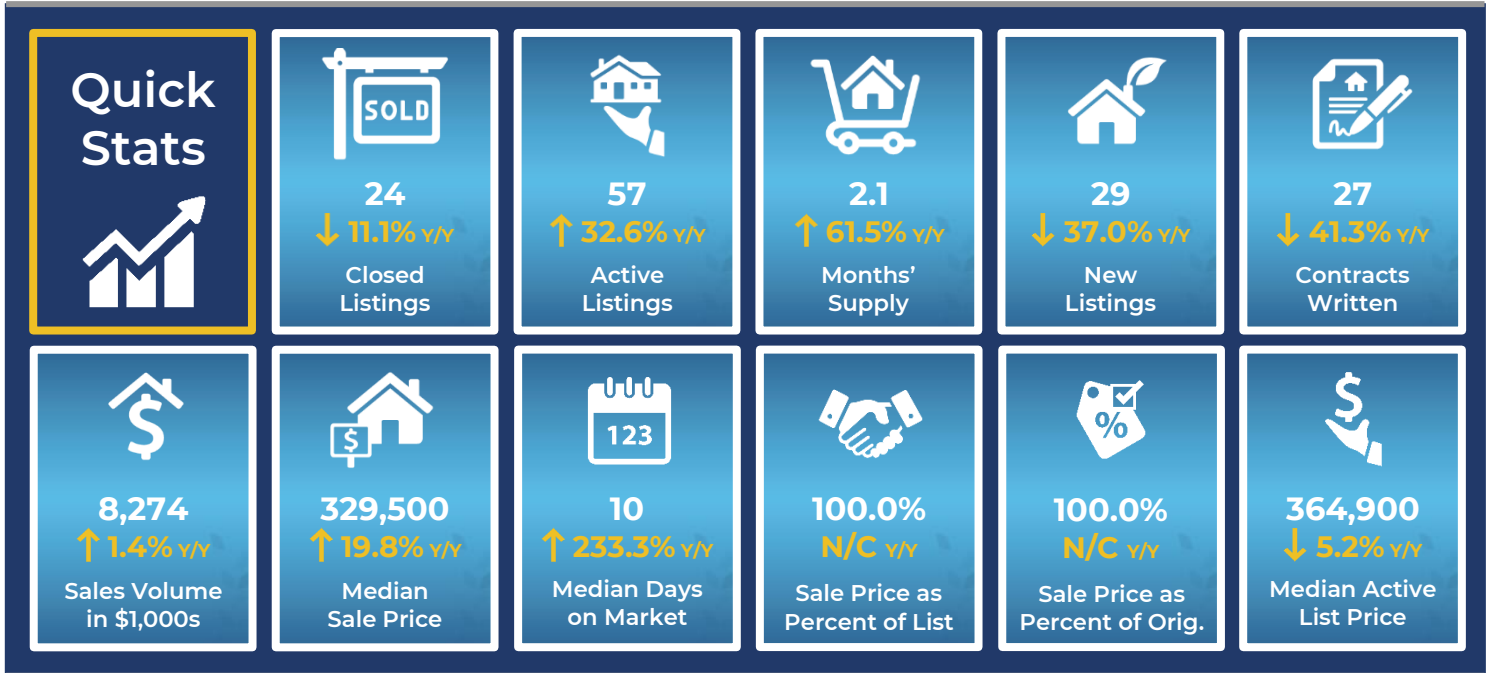 Quick
Stats
SOLD
24
↓ 11.1% Y/Y
Closed
Listings
57
↑ 32.6% Y/Y
Active
Listings
2.1
↑ 61.5% Y/Y
Months’
Supply
29
↓ 37.0% Y/Y
New
Listings
27
↓ 41.3% Y/Y
Contracts
Written
$
8,274
↑ 1.4% Y/Y
Sales Volume
in $1,000s
$
329,500
↑ 19.8% Y/Y
Median
Sale Price
123
10
↑ 233.3% Y/Y
Median Days
on Market
100.0%
N/C Y/Y
Sale Price as
Percent of List
%
100.0%
N/C Y/Y
Sale Price as
Percent of Orig.
$
364,900
↓ 5.2% Y/Y
Median Active
List Price